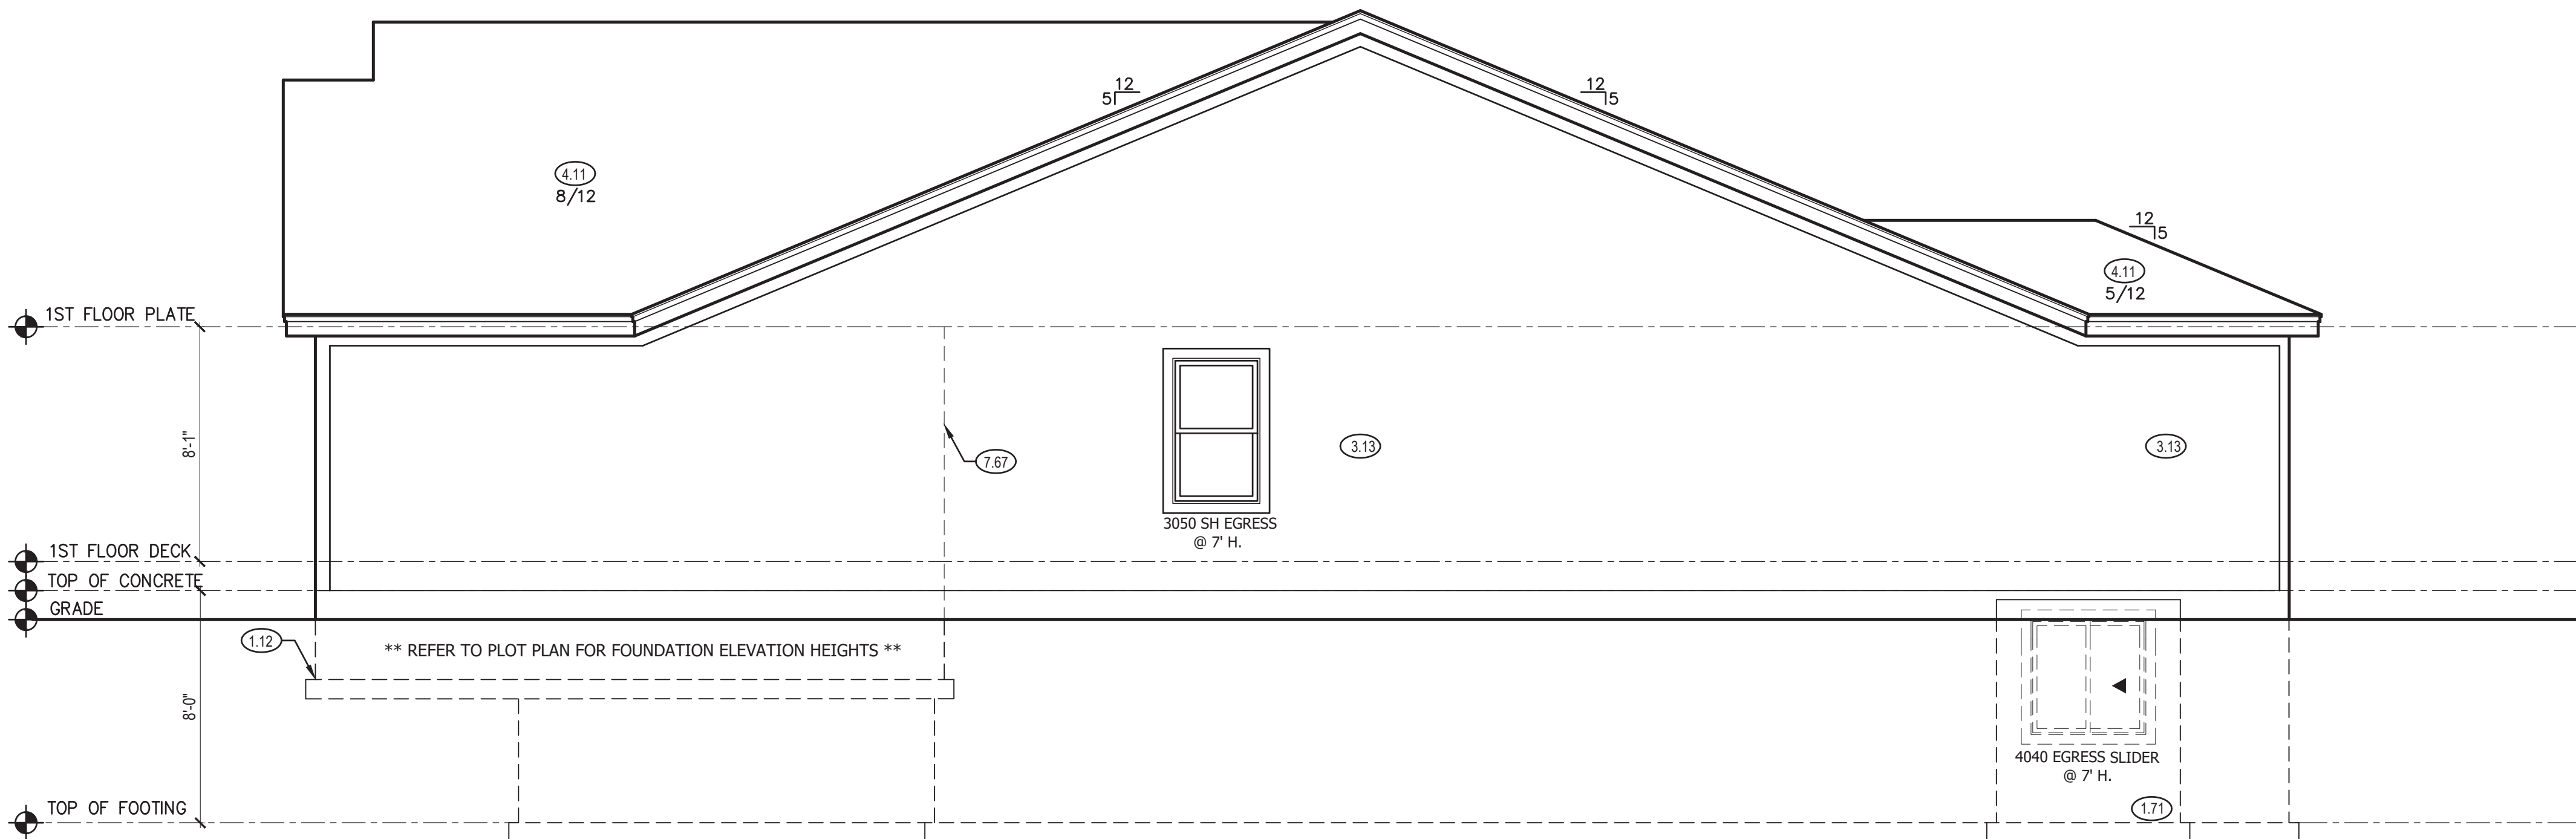 12
5
12
5
4.11
8/12
12
5
4.11
5/12
1ST FLOOR PLATE
8'-1"
3.13
3.13
7.67
3050 SH EGRESS
@ 7' H.
1ST FLOOR DECK
TOP OF CONCRETE
GRADE
1.12
** REFER TO PLOT PLAN FOR FOUNDATION ELEVATION HEIGHTS **
8'-0"
4040 EGRESS SLIDER
@ 7' H.
TOP OF FOOTING
1.71